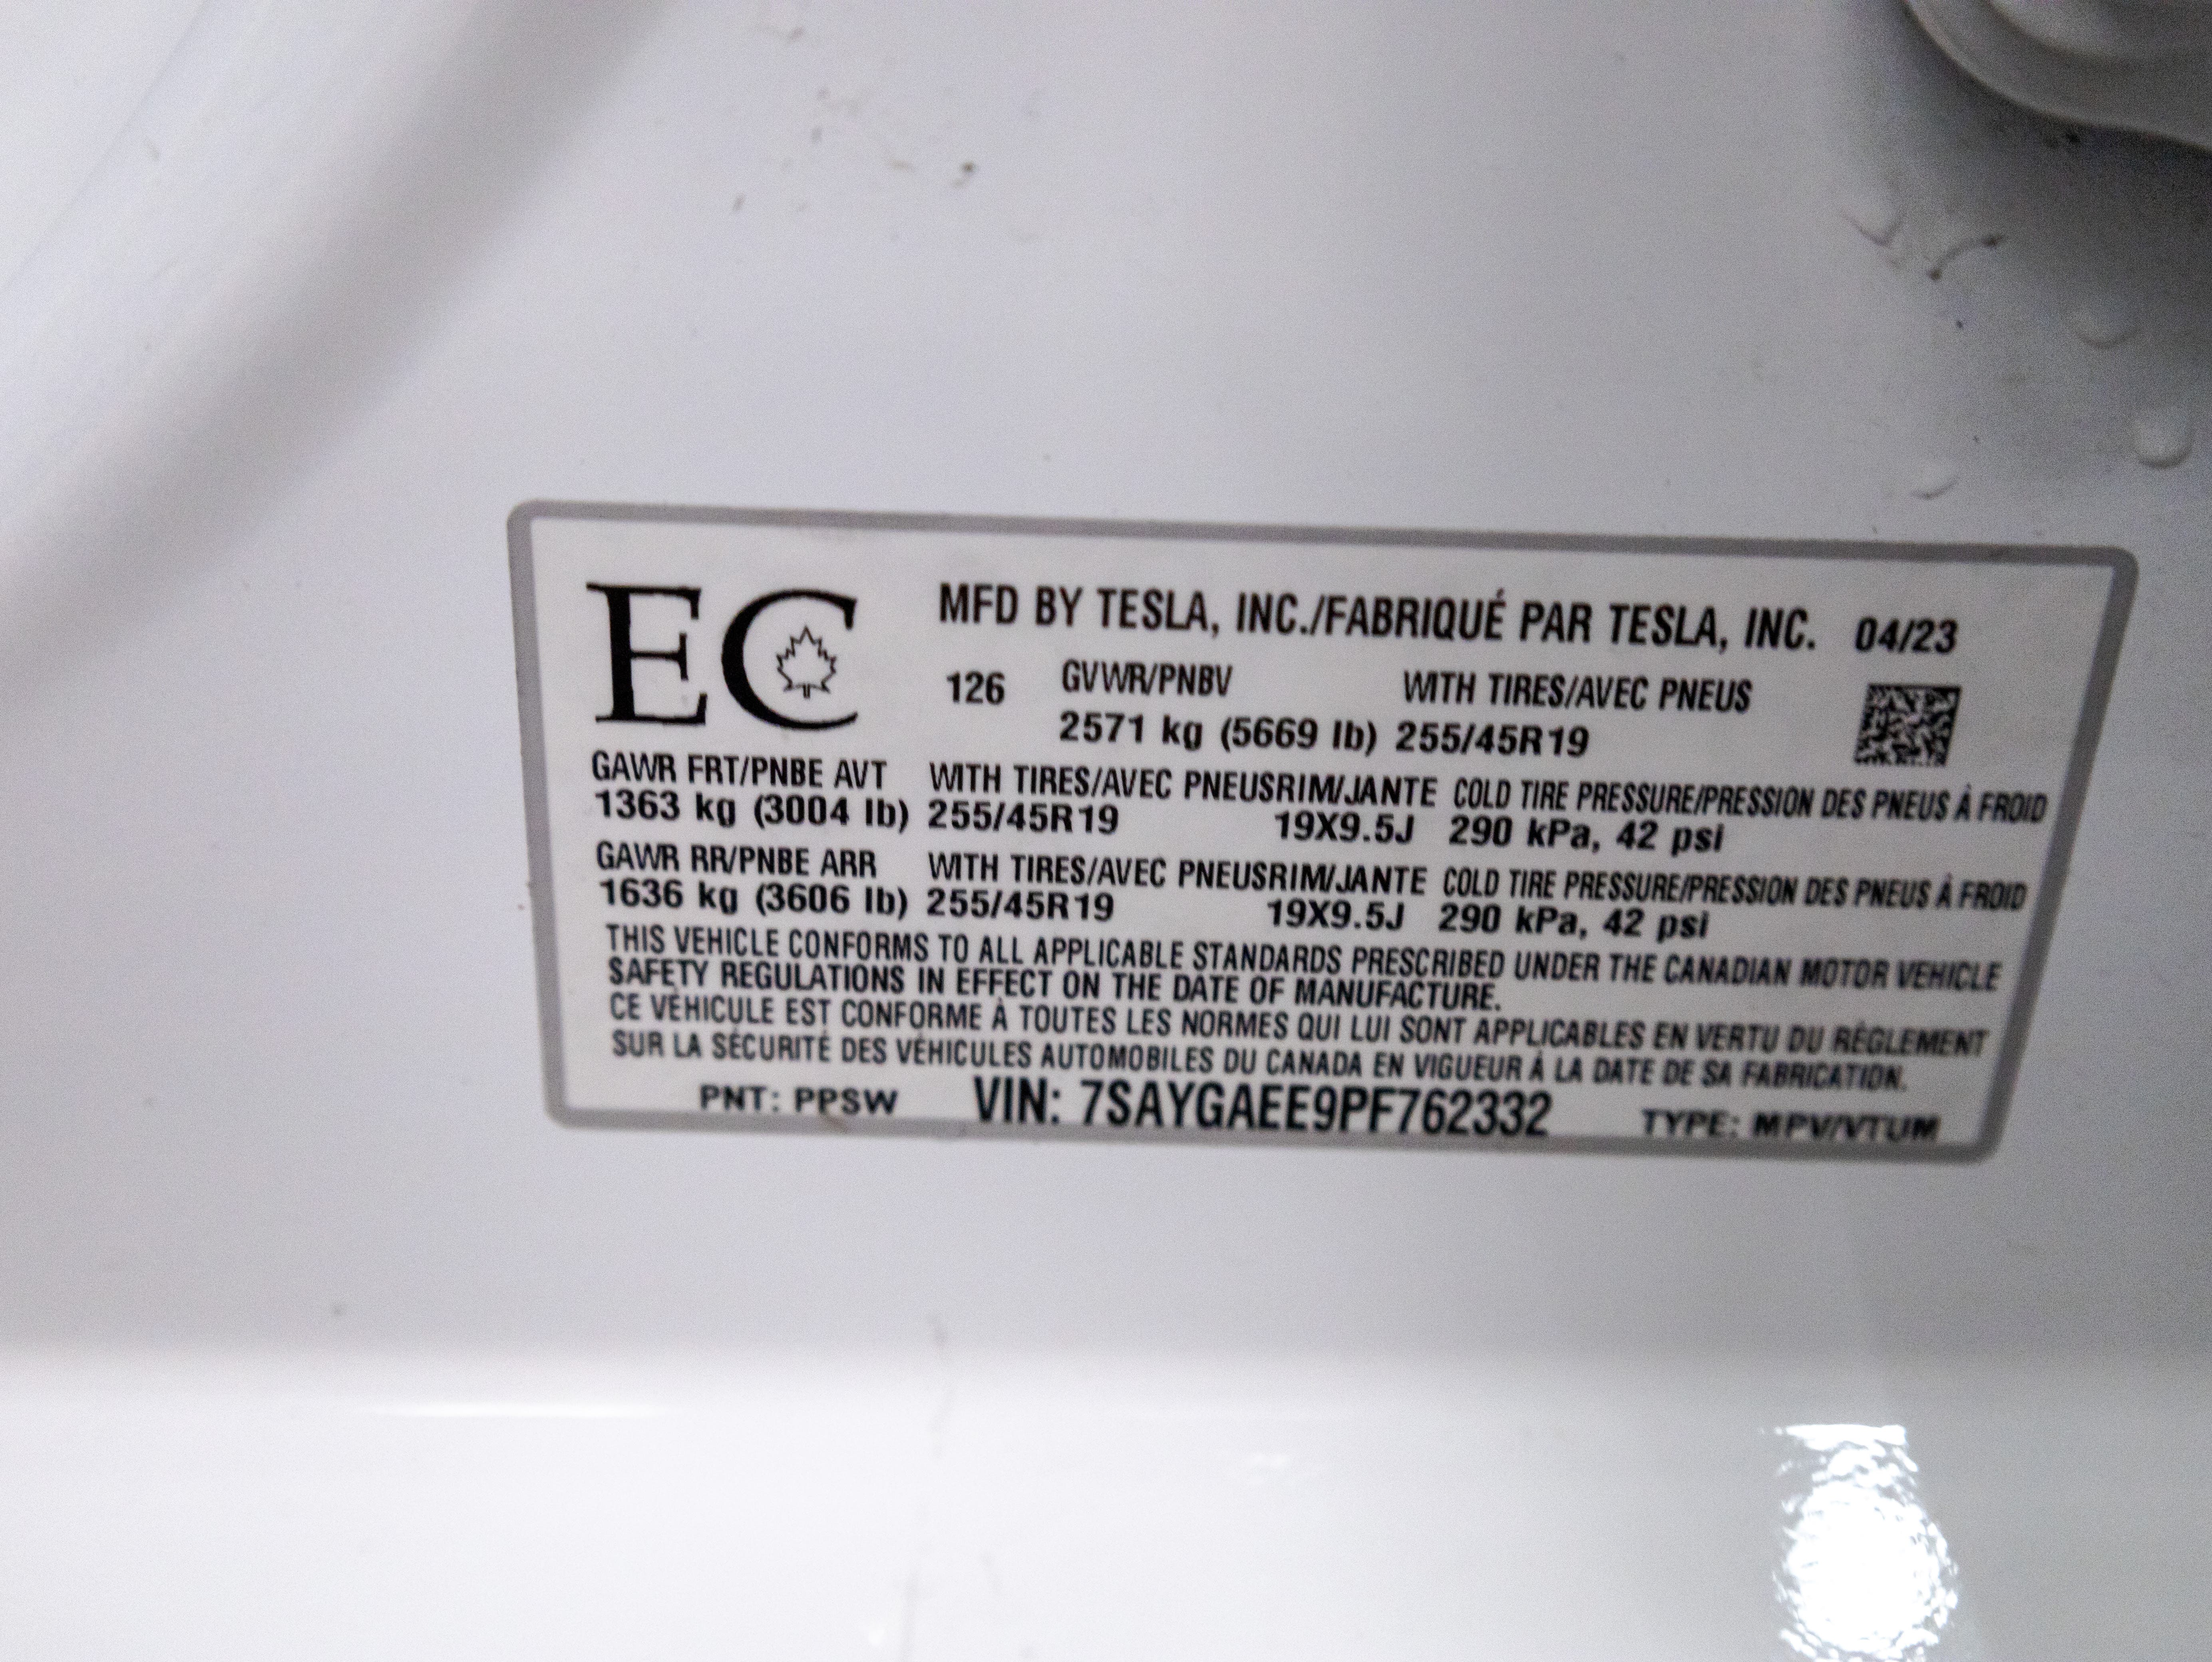 EC MFD BY TESLA, INC./FABRIQUÉ PAR TESLA, INC. 04/23
126 GVWR/PNBV WITH TIRES/AVEC PNEUS
2571 kg (5669 lb) 255/45R19
GAWR FRT/PNBE AVT WITH TIRES/AVEC PNEUSRIM/JANTE COLD TIRE PRESSURE/PRESSION DES PNEUS À FROID
1363 kg (3004 lb) 255/45R19 19X9.5J 290 kPa, 42 psi
GAWR RR/PNBE ARR WITH TIRES/AVEC PNEUSRIM/JANTE COLD TIRE PRESSURE/PRESSION DES PNEUS À FROID
1636 kg (3606 lb) 255/45R19 19X9.5J 290 kPa, 42 psi
THIS VEHICLE CONFORMS TO ALL APPLICABLE STANDARDS PRESCRIBED UNDER THE CANADIAN MOTOR VEHICLE
SAFETY REGULATIONS IN EFFECT ON THE DATE OF MANUFACTURE.
CE VÉHICULE EST CONFORME À TOUTES LES NORMES QUI LUI SONT APPLICABLES EN VERTU DU RÈGLEMENT
SUR LA SÉCURITÉ DES VÉHICULES AUTOMOBILES DU CANADA EN VIGUEUR À LA DATE DE SA FABRICATION.
PNT: PPSW VIN: 7SAYGAEE9PF762332 TYPE: MPV/VTUM